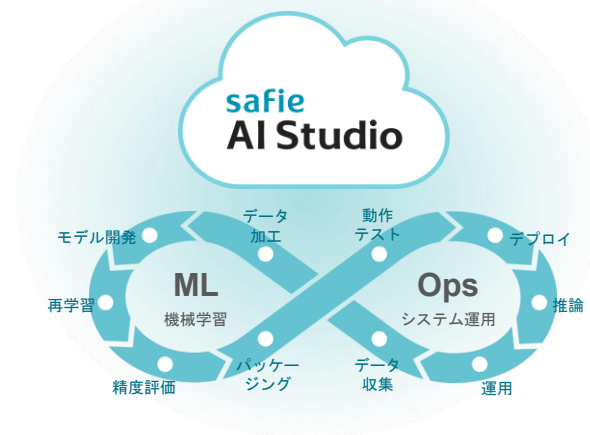 safie
AI Studio
データ
加工
動作
テスト
モデル開発
デプロイ
ML
機械学習
Ops
システム運用
再学習
推論
精度評価
パッケー
ジング
データ
収集
運用